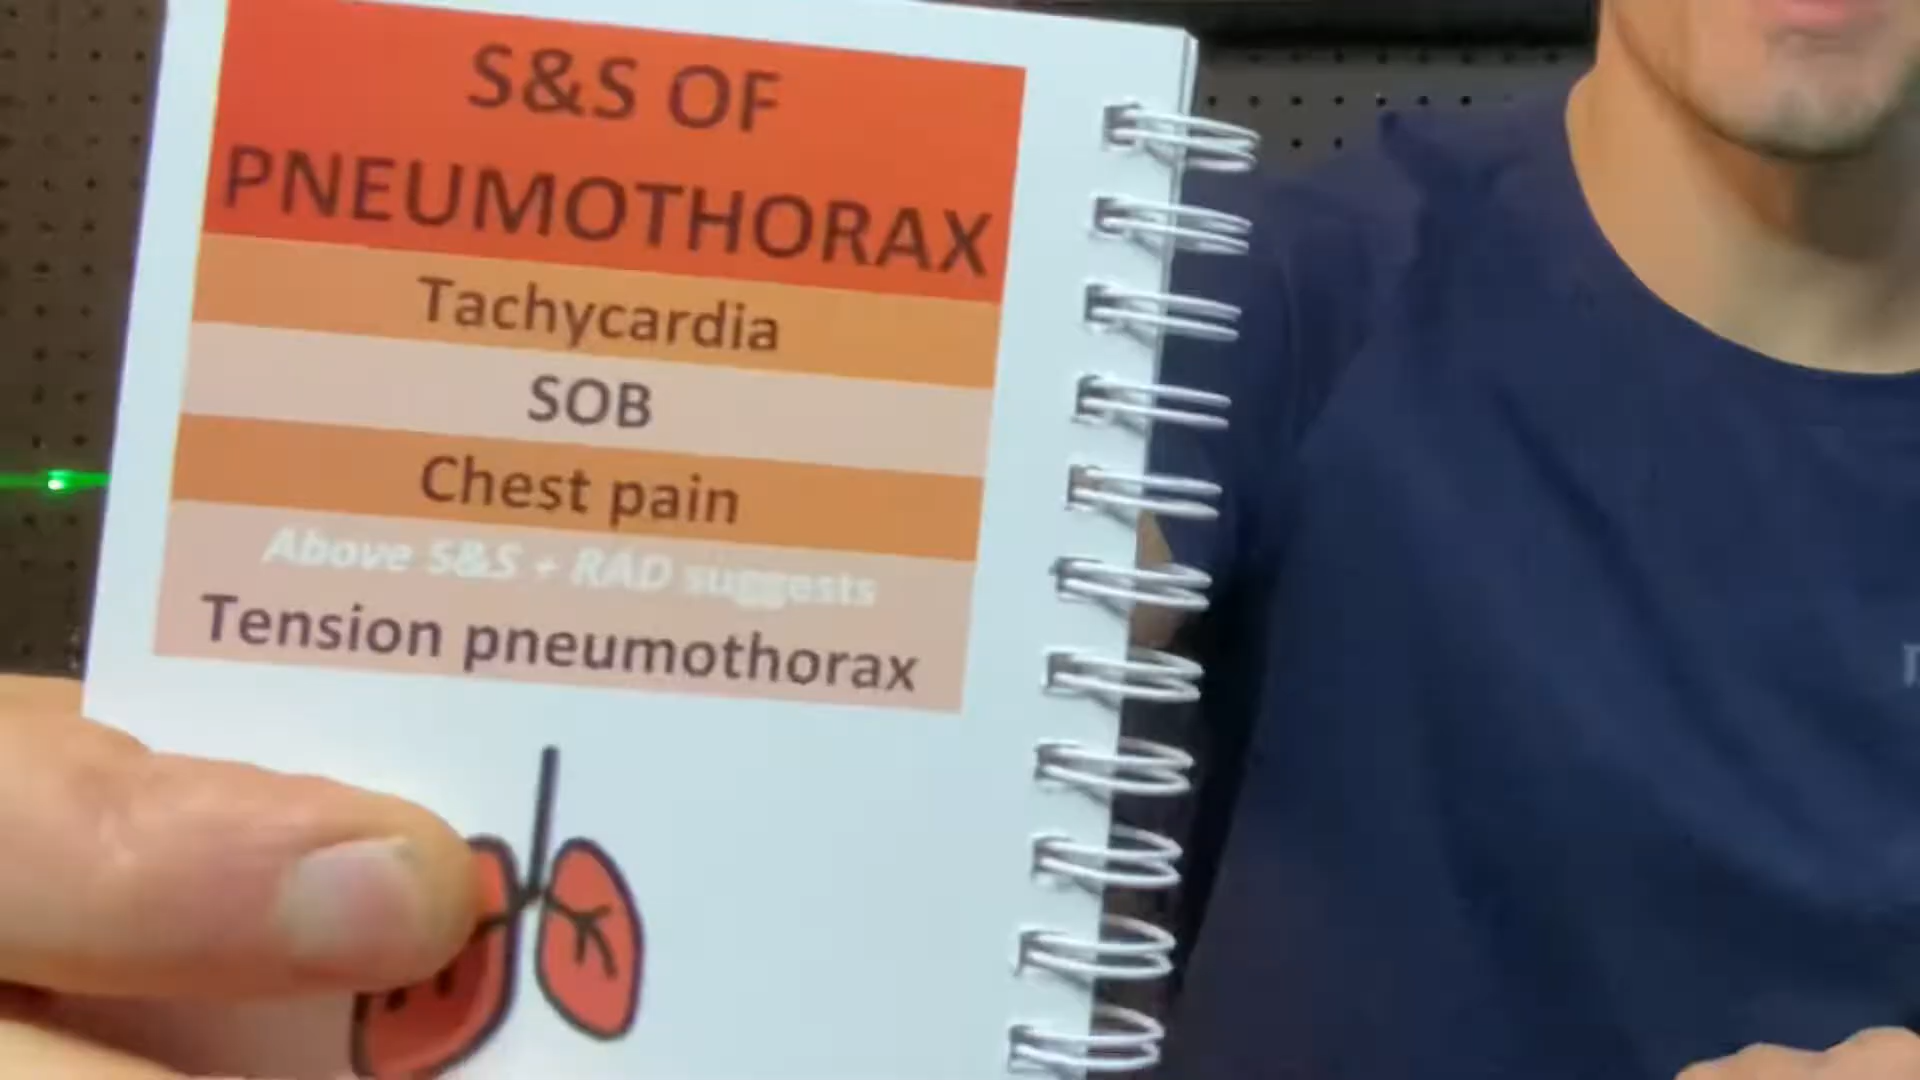 S&S OF
PNEUMOTHORAX
Tachycardia
SOB
Chest pain
Above S&S + RAD suggests
Tension pneumothorax